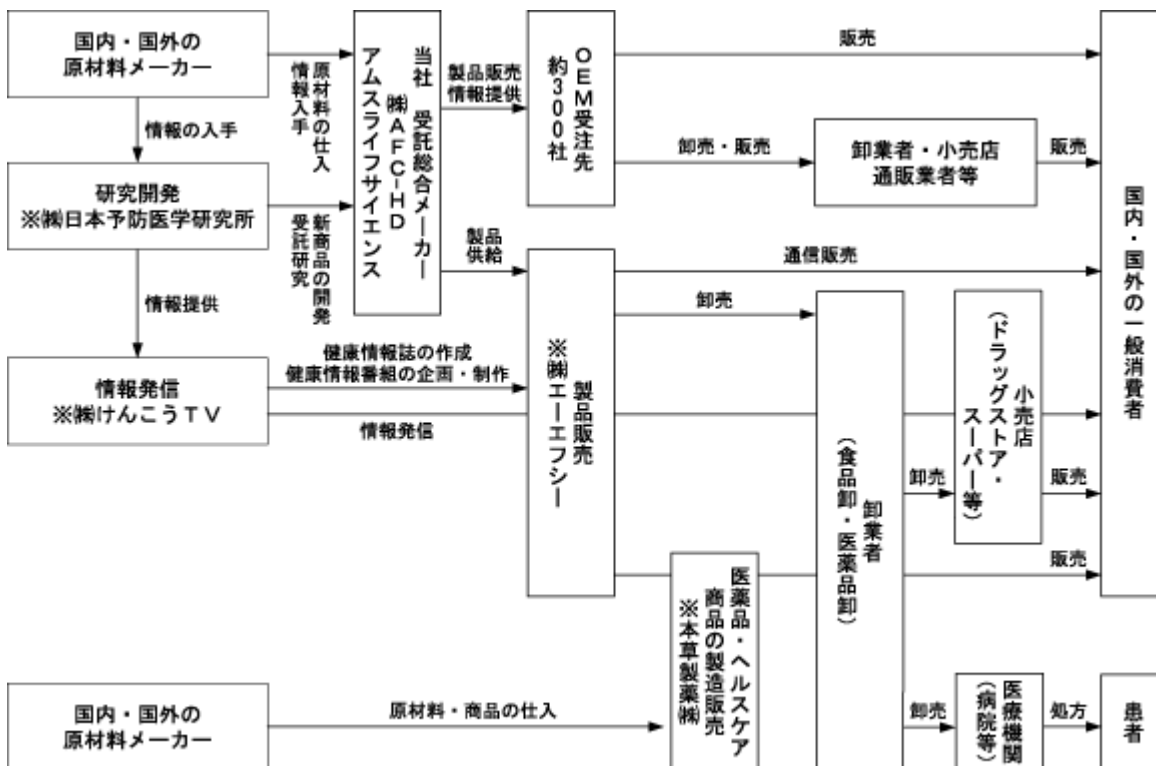 国内・国外の
原材料メーカー
情報の入手
研究開発
※㈱日本予防医学研究所
情報提供
情報発信
※㈱けんこうTV
原材料の仕入
情報入手
新商品の開発
受託研究
当社 受託総合メーカー
㈱AFC-HD
アムスライフサイエンス
製品販売
情報提供
製品
供給
健康情報誌の作成
健康情報番組の企画・制作
情報発信
OEM受注先
約300社
販売
卸売・販売
卸業者・小売店
通販業者等
販売
製品販売
※㈱エーエフシー
通信販売
卸売
卸業者
(食品卸・医薬品卸)
卸売
小売店
(ドラッグストア・
スーパー等)
販売
販売
国内・国外の一般消費者
国内・国外の
原材料メーカー
原材料・商品の仕入
医薬品・ヘルスケア
商品の製造販売
※本草製薬㈱
卸売
医療機関
(病院等)
処方
患者